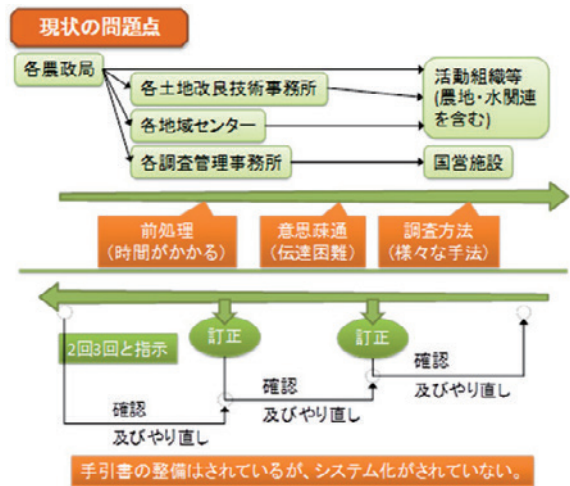 現状の問題点
各農政局
各土地改良技術事務所
各地域センター
各調査管理事務所
活動組織等
(農地・水関連
を含む)
国営施設
前処理
(時間がかかる)
意思疎通
(伝達困難)
調査方法
(様々な手法)
2回3回と指示
訂正
訂正
確認
及びやり直し
確認
及びやり直し
確認
及びやり直し
手引書の整備はされているが、システム化がされていない。